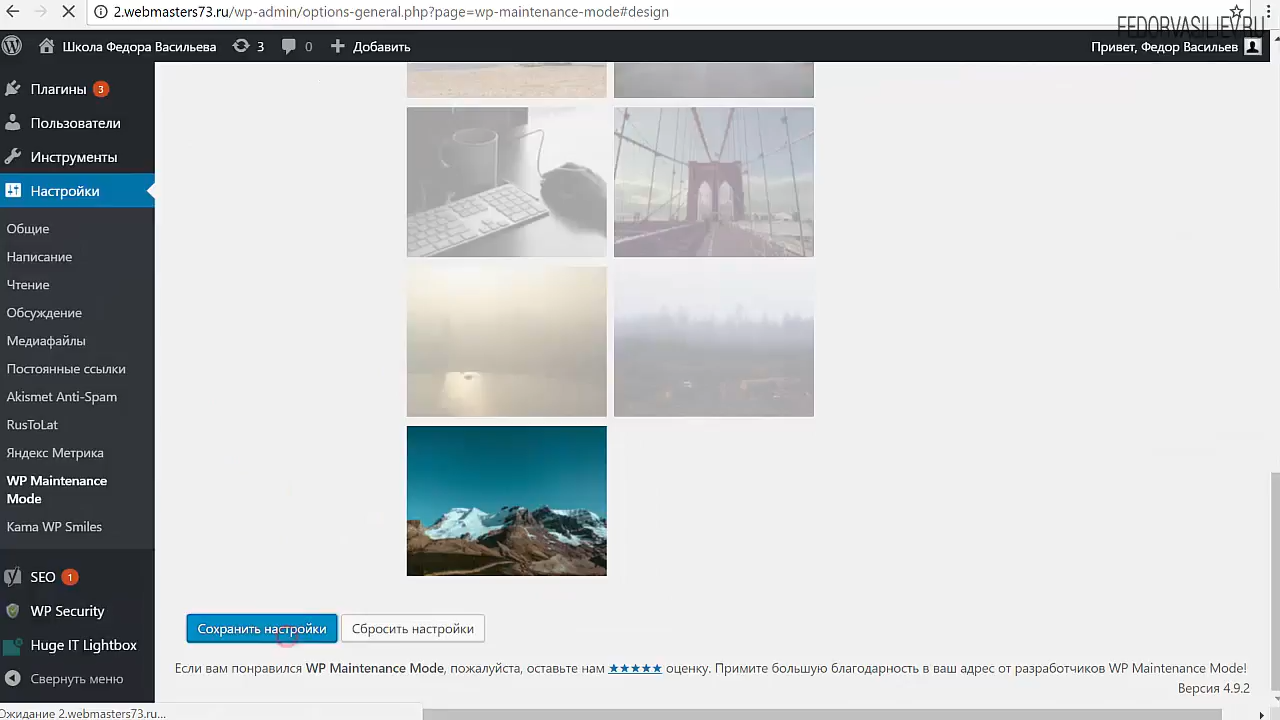 2.webmasters73.ru/wp-admin/options-general.php?page=wp-maintenance-mode#design
FEDORVASILIEV.RU
Школа Федора Васильева
3
0
Добавить
Привет, Федор Васильев
Плагины 3
Пользователи
Инструменты
Настройки
Общие
Написание
Чтение
Обсуждение
Медиафайлы
Постоянные ссылки
Akismet Anti-Spam
RusToLat
Яндекс Метрика
WP Maintenance
Mode
Kama WP Smiles
SEO 1
WP Security
Huge IT Lightbox
Свернуть меню
Сохранить настройки
Сбросить настройки
Если вам понравился WP Maintenance Mode, пожалуйста, оставьте нам ★★★★★ оценку. Примите большую благодарность в ваш адрес от разработчиков WP Maintenance Mode!
Версия 4.9.2
Ожидание 2.webmasters73.ru...